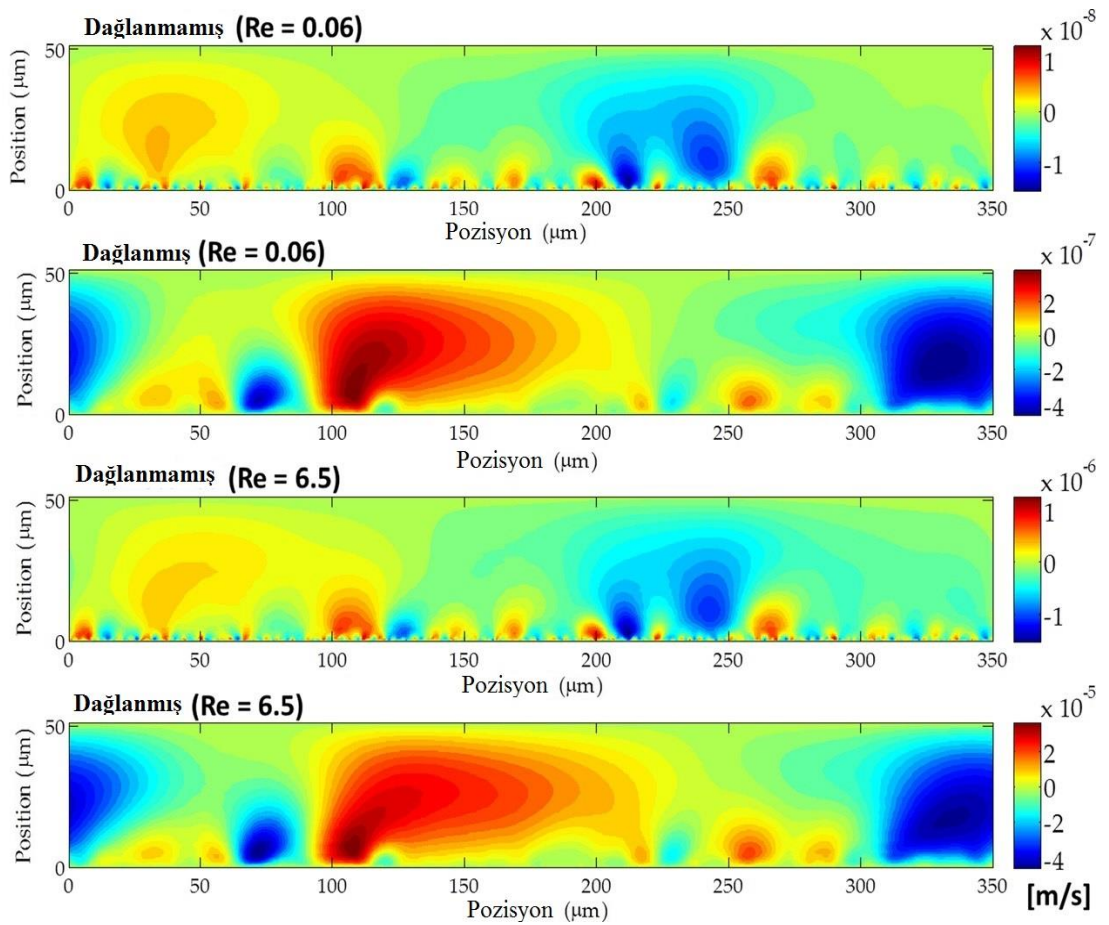 Dağlanmamış (Re = 0.06)
x 10-8
Position (μm)
50
0
1
0
-1
0 50 100 150 200 250 300 350
Pozisyon (μm)
Dağlanmış (Re = 0.06)
x 10-7
Position (μm)
50
0
2
0
-2
-4
0 50 100 150 200 250 300 350
Pozisyon (μm)
Dağlanmamış (Re = 6.5)
x 10-6
Position (μm)
50
0
1
0
-1
0 50 100 150 200 250 300 350
Pozisyon (μm)
Dağlanmış (Re = 6.5)
x 10-5
Position (μm)
50
0
2
0
-2
-4
0 50 100 150 200 250 300 350
[m/s]
Pozisyon (μm)